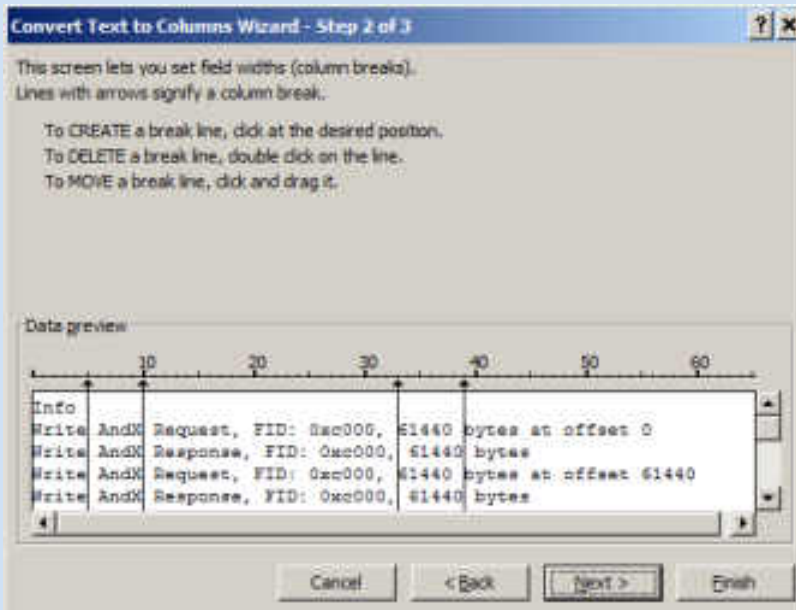 Convert Text to Columns Wizard - Step 2 of 3
This screen lets you set field widths (column breaks).
Lines with arrows signify a column break.
To CREATE a break line, click at the desired position.
To DELETE a break line, double click on the line.
To MOVE a break line, click and drag it.
Data preview
10 20 30 40 50 60
Info
Write AndX Request, FID: 0xc000, 61440 bytes at offset 0
Write AndX Response, FID: 0xc000, 61440 bytes
Write AndX Request, FID: 0xc000, 61440 bytes at offset 61440
Write AndX Response, FID: 0xc000, 61440 bytes
Cancel < Back Next > Finish